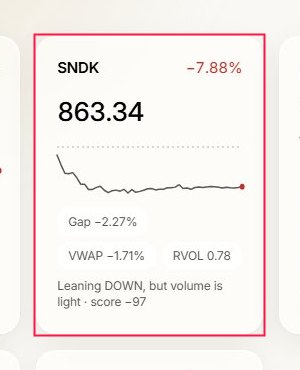 SNDK −7.88%
863.34
Gap −2.27%
VWAP −1.71% RVOL 0.78
Leaning DOWN, but volume is
light · score −97